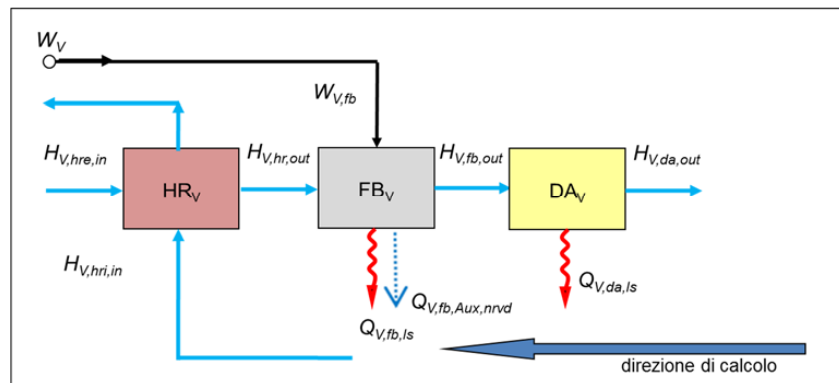 W_V
W_V,fb
H_V,hre,in
H_V,hr,out
H_V,fb,out
H_V,da,out
HR_V
FB_V
DA_V
H_V,hri,in
Q_V,fb,Aux,nrvd
Q_V,da,ls
Q_V,fb,ls
direzione di calcolo